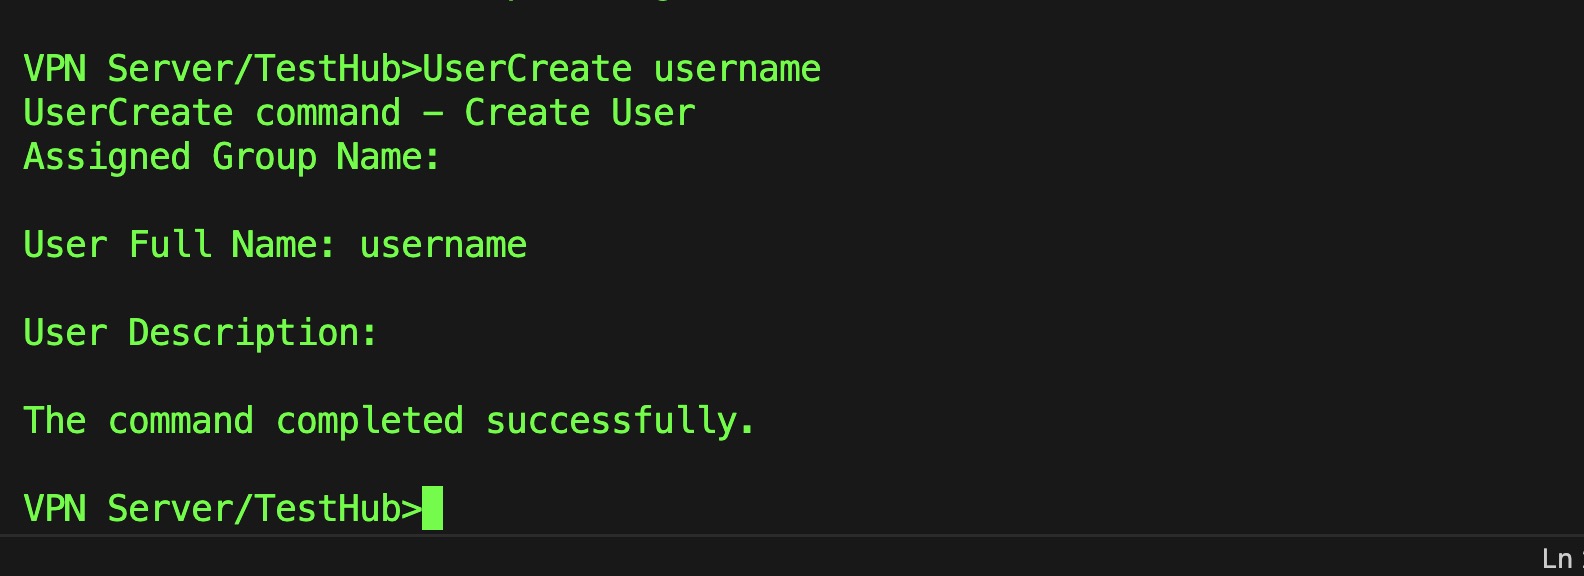 VPN Server/TestHub>UserCreate username
UserCreate command - Create User
Assigned Group Name:
User Full Name: username
User Description:
The command completed successfully.
VPN Server/TestHub>
Ln